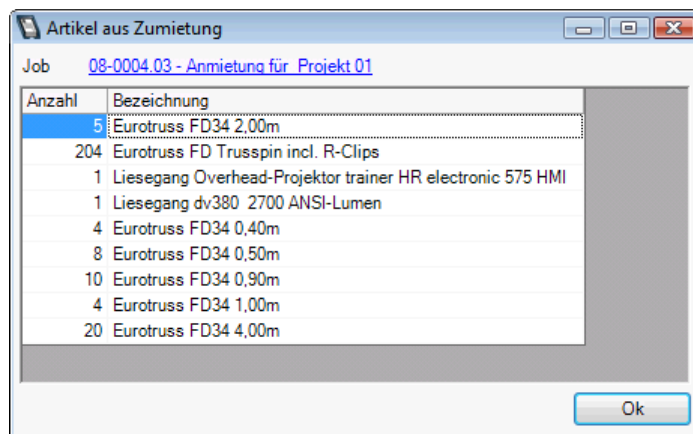 Artikel aus Zumietung
Job 08-0004.03 - Anmietung für Projekt 01
Anzahl Bezeichnung
5 Eurotruss FD34 2,00m
204 Eurotruss FD Trusspin incl. R-Clips
1 Liesegang Overhead-Projektor trainer HR electronic 575 HMI
1 Liesegang dv380 2700 ANSI-Lumen
4 Eurotruss FD34 0,40m
8 Eurotruss FD34 0,50m
10 Eurotruss FD34 0,90m
4 Eurotruss FD34 1,00m
20 Eurotruss FD34 4,00m
Ok